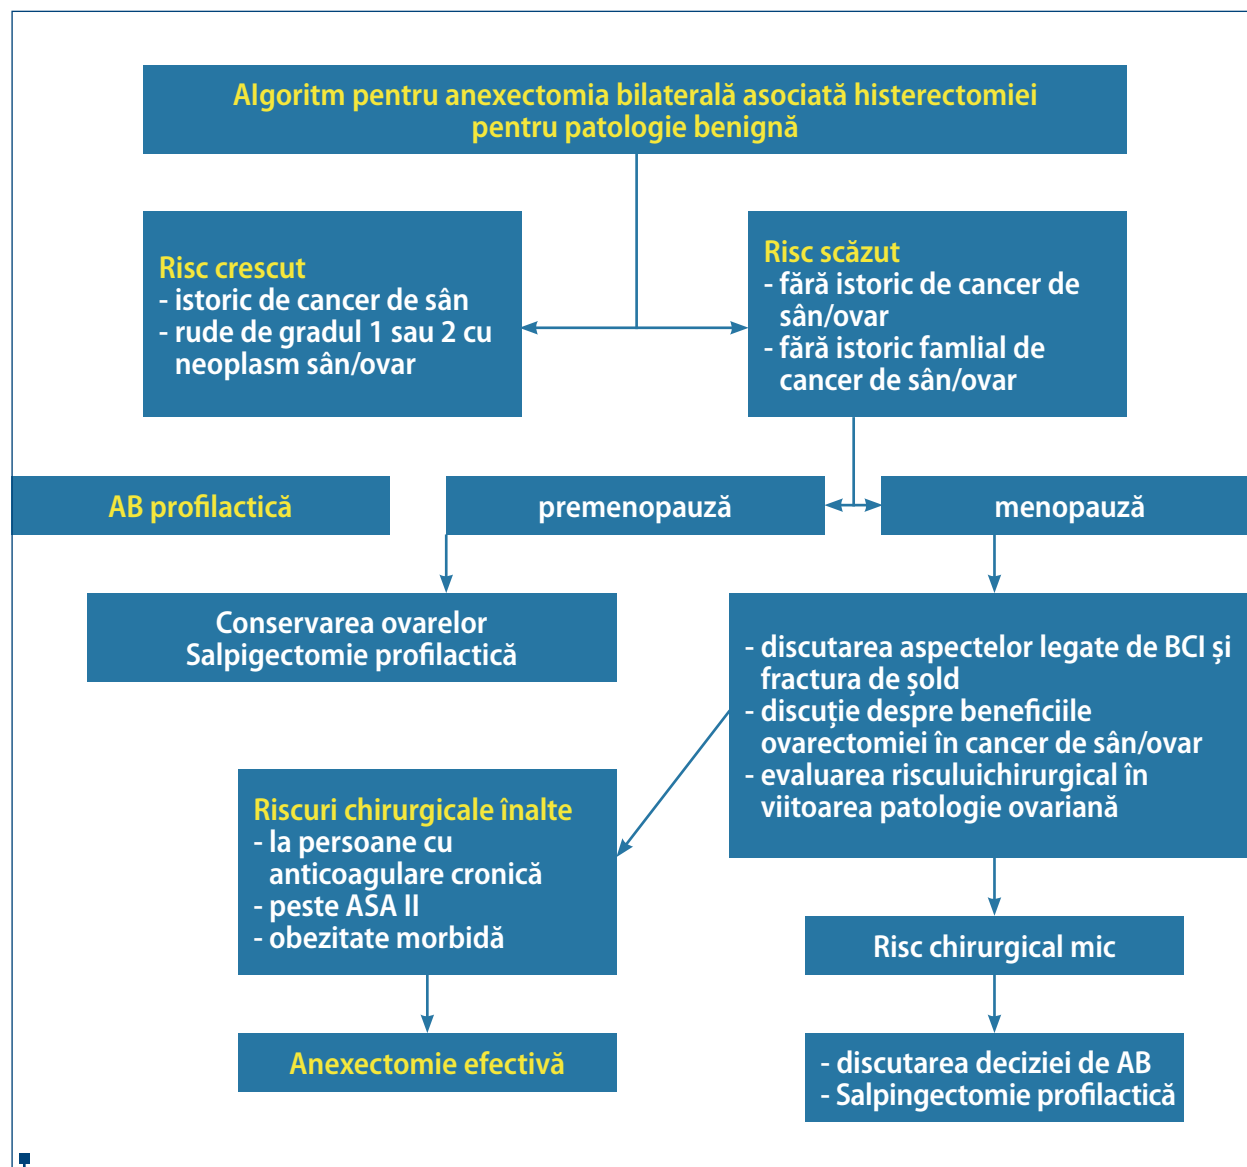 Algoritm pentru anexectomia bilaterală asociată histerectomiei
pentru patologie benignă
Risc crescut
- istoric de cancer de sân
- rude de gradul 1 sau 2 cu
neoplasm sân/ovar
Risc scăzut
- fără istoric de cancer de
sân/ovar
- fără istoric famlial de
cancer de sân/ovar
AB profilactică
premenopauză
menopauză
Conservarea ovarelor
Salpigectomie profilactică
- discutarea aspectelor legate de BCI și
fractura de șold
- discuție despre beneficiile
ovarectomiei în cancer de sân/ovar
- evaluarea risculuichirurgical în
viitoarea patologie ovariană
Riscuri chirurgicale înalte
- la persoane cu
anticoagulare cronică
- peste ASA II
- obezitate morbidă
Risc chirurgical mic
Anexectomie efectivă
- discutarea deciziei de AB
- Salpingectomie profilactică